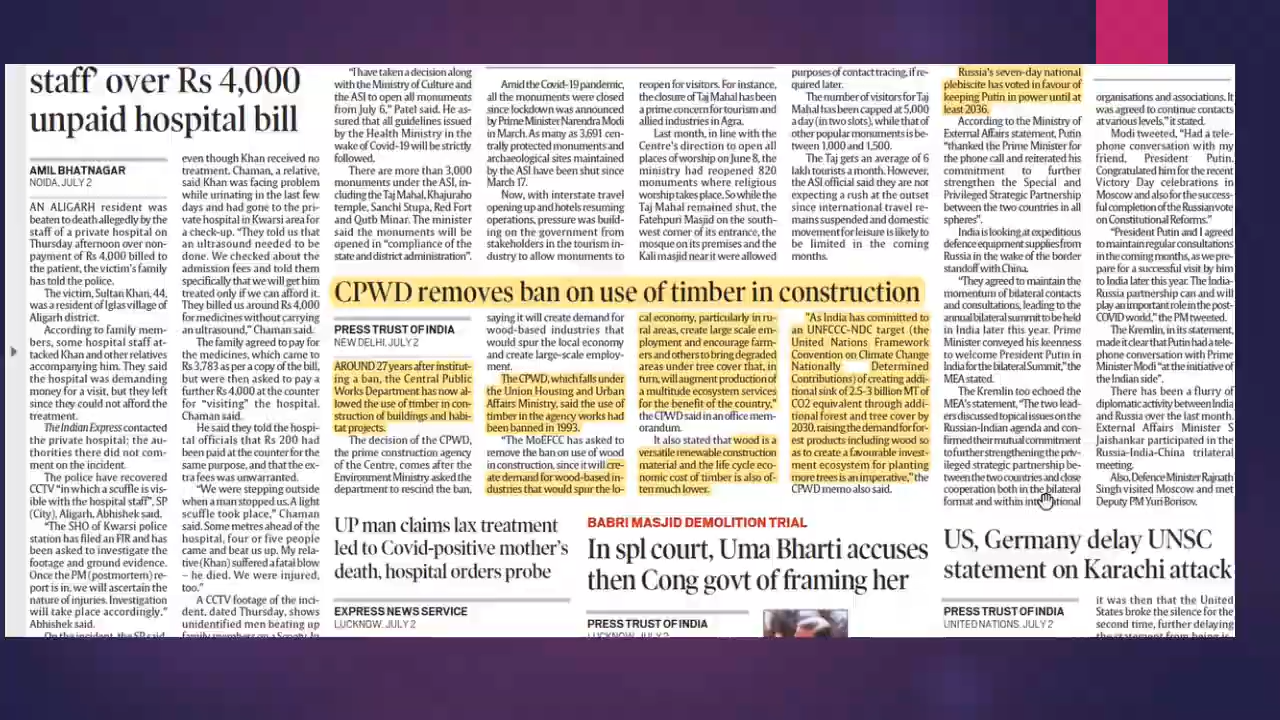 staff' over Rs 4,000
unpaid hospital bill
AMIL BHATNAGAR
NOIDA, JULY 2
AN ALIGARH resident was
beaten to death allegedly by the
staff of a private hospital on
Thursday afternoon over non-
payment of Rs 4,000 billed to
the patient, the victim's family
has told the police.
The victim, Sultan Khan, 44,
was a resident of Iglas village of
Aligarh district.
According to family mem-
bers, some hospital staff at-
tacked Khan and other relatives
accompanying him. They said
the hospital was demanding
money for a visit, but they left
since they could not afford the
treatment.
The Indian Express contacted
the private hospital; the au-
thorities there did not com-
ment on the incident.
The police have recovered
CCTV "in which a scuffle is vis-
ible with the hospital staff", SP
(City), Aligarh, Abhishek said.
"The SHO of Kwarsi police
station has filed an FIR and has
been asked to investigate the
footage and ground evidence.
Once the PM (postmortem) re-
port is in, we will ascertain the
nature of injuries. Investigation
will take place accordingly,"
Abhishek said.
On the incident, the SP said
even though Khan received no
treatment. Chaman, a relative,
said Khan was facing problem
while urinating in the last few
days and had gone to the pri-
vate hospital in Kwarsi area for
a check-up. "They told us that
an ultrasound needed to be
done. We checked about the
admission fees and told them
specifically that we will get him
treated only if we can afford it.
They billed us around Rs 4,000
for medicines without carrying
an ultrasound," Chaman said.
The family agreed to pay for
the medicines, which came to
Rs 3,783 as per a copy of the bill,
but were then asked to pay a
further Rs 4,000 at the counter
for "visiting" the hospital.
Chaman said.
He said they told the hospi-
tal officials that Rs 200 had
been paid at the counter for the
same purpose, and that the ex-
tra fees was unwarranted.
"We were stepping outside
when a man stopped us. A light
scuffle took place," Chaman
said. Some metres ahead of the
hospital, four or five people
came and beat us up. My rela-
tive (Khan) suffered a fatal blow
– he died. We were injured,
too."
A CCTV footage of the inci-
dent, dated Thursday, shows
unidentified men beating up
"I have taken a decision along
with the Ministry of Culture and
the ASI to open all monuments
from July 6," Patel said. He as-
sured that all guidelines issued
by the Health Ministry in the
wake of Covid-19 will be strictly
followed.
There are more than 3,000
monuments under the ASI, in-
cluding the Taj Mahal, Khajuraho
temple, Sanchi Stupa, Red Fort
and Qutb Minar. The minister
said the monuments will be
opened in "compliance of the
state and district administration".
Amid the Covid-19 pandemic,
all the monuments were closed
since lockdown was announced
by Prime Minister Narendra Modi
in March. As many as 3,691 cen-
trally protected monuments and
archaeological sites maintained
by the ASI have been shut since
March 17.
Now, with interstate travel
opening up and hotels resuming
operations, pressure was build-
ing on the government from
stakeholders in the tourism in-
dustry to allow monuments to
reopen for visitors. For instance,
the closure of Taj Mahal has been
a prime concern for tourism and
allied industries in Agra.
Last month, in line with the
Centre's direction to open all
places of worship on June 8, the
ministry had reopened 820
monuments where religious
worship takes place. So while the
Taj Mahal remained shut, the
Fatehpuri Masjid on the south-
west corner of its entrance, the
mosque on its premises and the
Kali masjid near it were allowed
purposes of contact tracing, if re-
quired later.
The number of visitors for Taj
Mahal has been capped at 5,000
a day (in two slots), while that of
other popular monuments is be-
tween 1,000 and 1,500.
The Taj gets an average of 6
lakh tourists a month. However,
the ASI official said they are not
expecting a rush at the outset
since international travel re-
mains suspended and domestic
movement for leisure is likely to
be limited in the coming
months.
CPWD removes ban on use of timber in construction
PRESS TRUST OF INDIA
NEW DELHI, JULY 2
AROUND 27 years after institut-
ing a ban, the Central Public
Works Department has now al-
lowed the use of timber in con-
struction of buildings and habi-
tat projects.
The decision of the CPWD,
the prime construction agency
of the Centre, comes after the
Environment Ministry asked the
department to rescind the ban,
saying it will create demand for
wood-based industries that
would spur the local economy
and create large-scale employ-
ment.
The CPWD, which falls under
the Union Housing and Urban
Affairs Ministry, said the use of
timber in the agency works had
been banned in 1993.
"The MoEFCC has asked to
remove the ban on use of wood
in construction, since it will cre-
ate demand for wood-based in-
dustries that would spur the lo-
cal economy, particularly in ru-
ral areas, create large scale em-
ployment and encourage farm-
ers and others to bring degraded
areas under tree cover that, in
turn, will augment production of
a multitude ecosystem services
for the benefit of the country,"
the CPWD said in an office mem-
orandum.
It also stated that wood is a
versatile renewable construction
material and the life cycle eco-
nomic cost of timber is also of-
ten much lower.
"As India has committed to
an UNFCCC-NDC target (the
United Nations Framework
Convention on Climate Change
Nationally Determined
Contributions) of creating addi-
tional sink of 2.5-3 billion MT of
CO2 equivalent through addi-
tional forest and tree cover by
2030, raising the demand for for-
est products including wood so
as to create a favourable invest-
ment ecosystem for planting
more trees is an imperative," the
CPWD memo also said.
UP man claims lax treatment
led to Covid-positive mother's
death, hospital orders probe
EXPRESS NEWS SERVICE
LUCKNOW, JULY 2
BABRI MASJID DEMOLITION TRIAL
In spl court, Uma Bharti accuses
then Cong govt of framing her
PRESS TRUST OF INDIA
LUCKNOW, JULY 2
Russia's seven-day national
plebiscite has voted in favour of
keeping Putin in power until at
least 2036.
According to the Ministry of
External Affairs statement, Putin
"thanked the Prime Minister for
the phone call and reiterated his
commitment to further
strengthen the Special and
Privileged Strategic Partnership
between the two countries in all
spheres".
India is looking at expeditious
defence equipment supplies from
Russia in the wake of the border
standoff with China.
"They agreed to maintain the
momentum of bilateral contacts
and consultations, leading to the
annual bilateral summit to be held
in India later this year. Prime
Minister conveyed his keenness
to welcome President Putin in
India for the bilateral Summit," the
MEA stated.
The Kremlin too echoed the
MEA's statement, "The two lead-
ers discussed topical issues on the
Russian-Indian agenda and con-
firmed their mutual commitment
to further strengthening the priv-
ileged strategic partnership be-
tween the two countries and close
cooperation both in the bilateral
format and within international
organisations and associations. It
was agreed to continue contacts
at various levels," it stated.
Modi tweeted, "Had a tele-
phone conversation with my
friend, President Putin.
Congratulated him for the recent
Victory Day celebrations in
Moscow and also for the success-
ful completion of the Russian vote
on Constitutional Reforms."
"President Putin and I agreed
to maintain regular consultations
in the coming months, as we pre-
pare for a successful visit by him
to India later this year. The India-
Russia partnership can and will
play an important role in the post-
COVID world," the PM tweeted.
The Kremlin, in its statement,
made it clear that Putin had a tele-
phone conversation with Prime
Minister Modi "at the initiative of
the Indian side".
There has been a flurry of
diplomatic activity between India
and Russia over the last month.
External Affairs Minister S
Jaishankar participated in the
Russia-India-China trilateral
meeting.
Also, Defence Minister Rajnath
Singh visited Moscow and met
Deputy PM Yuri Borisov.
US, Germany delay UNSC
statement on Karachi attack
PRESS TRUST OF INDIA
UNITED NATIONS, JULY 2
it was then that the United
States broke the silence for the
second time, further delaying
the statement from being is-